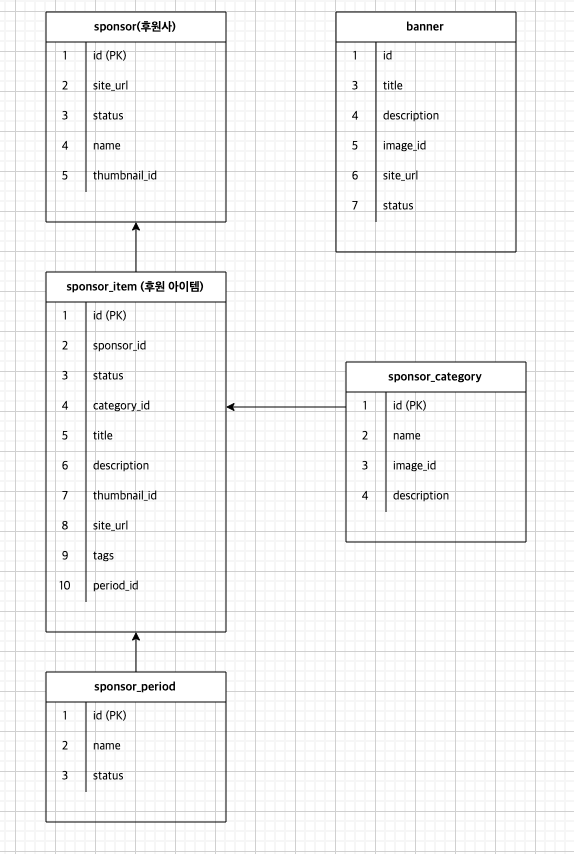 sponsor(후원사)
1 id (PK)
2 site_url
3 status
4 name
5 thumbnail_id
banner
1 id
3 title
4 description
5 image_id
6 site_url
7 status
sponsor_item (후원 아이템)
1 id (PK)
2 sponsor_id
3 status
4 category_id
5 title
6 description
7 thumbnail_id
8 site_url
9 tags
10 period_id
sponsor_category
1 id (PK)
2 name
3 image_id
4 description
sponsor_period
1 id (PK)
2 name
3 status